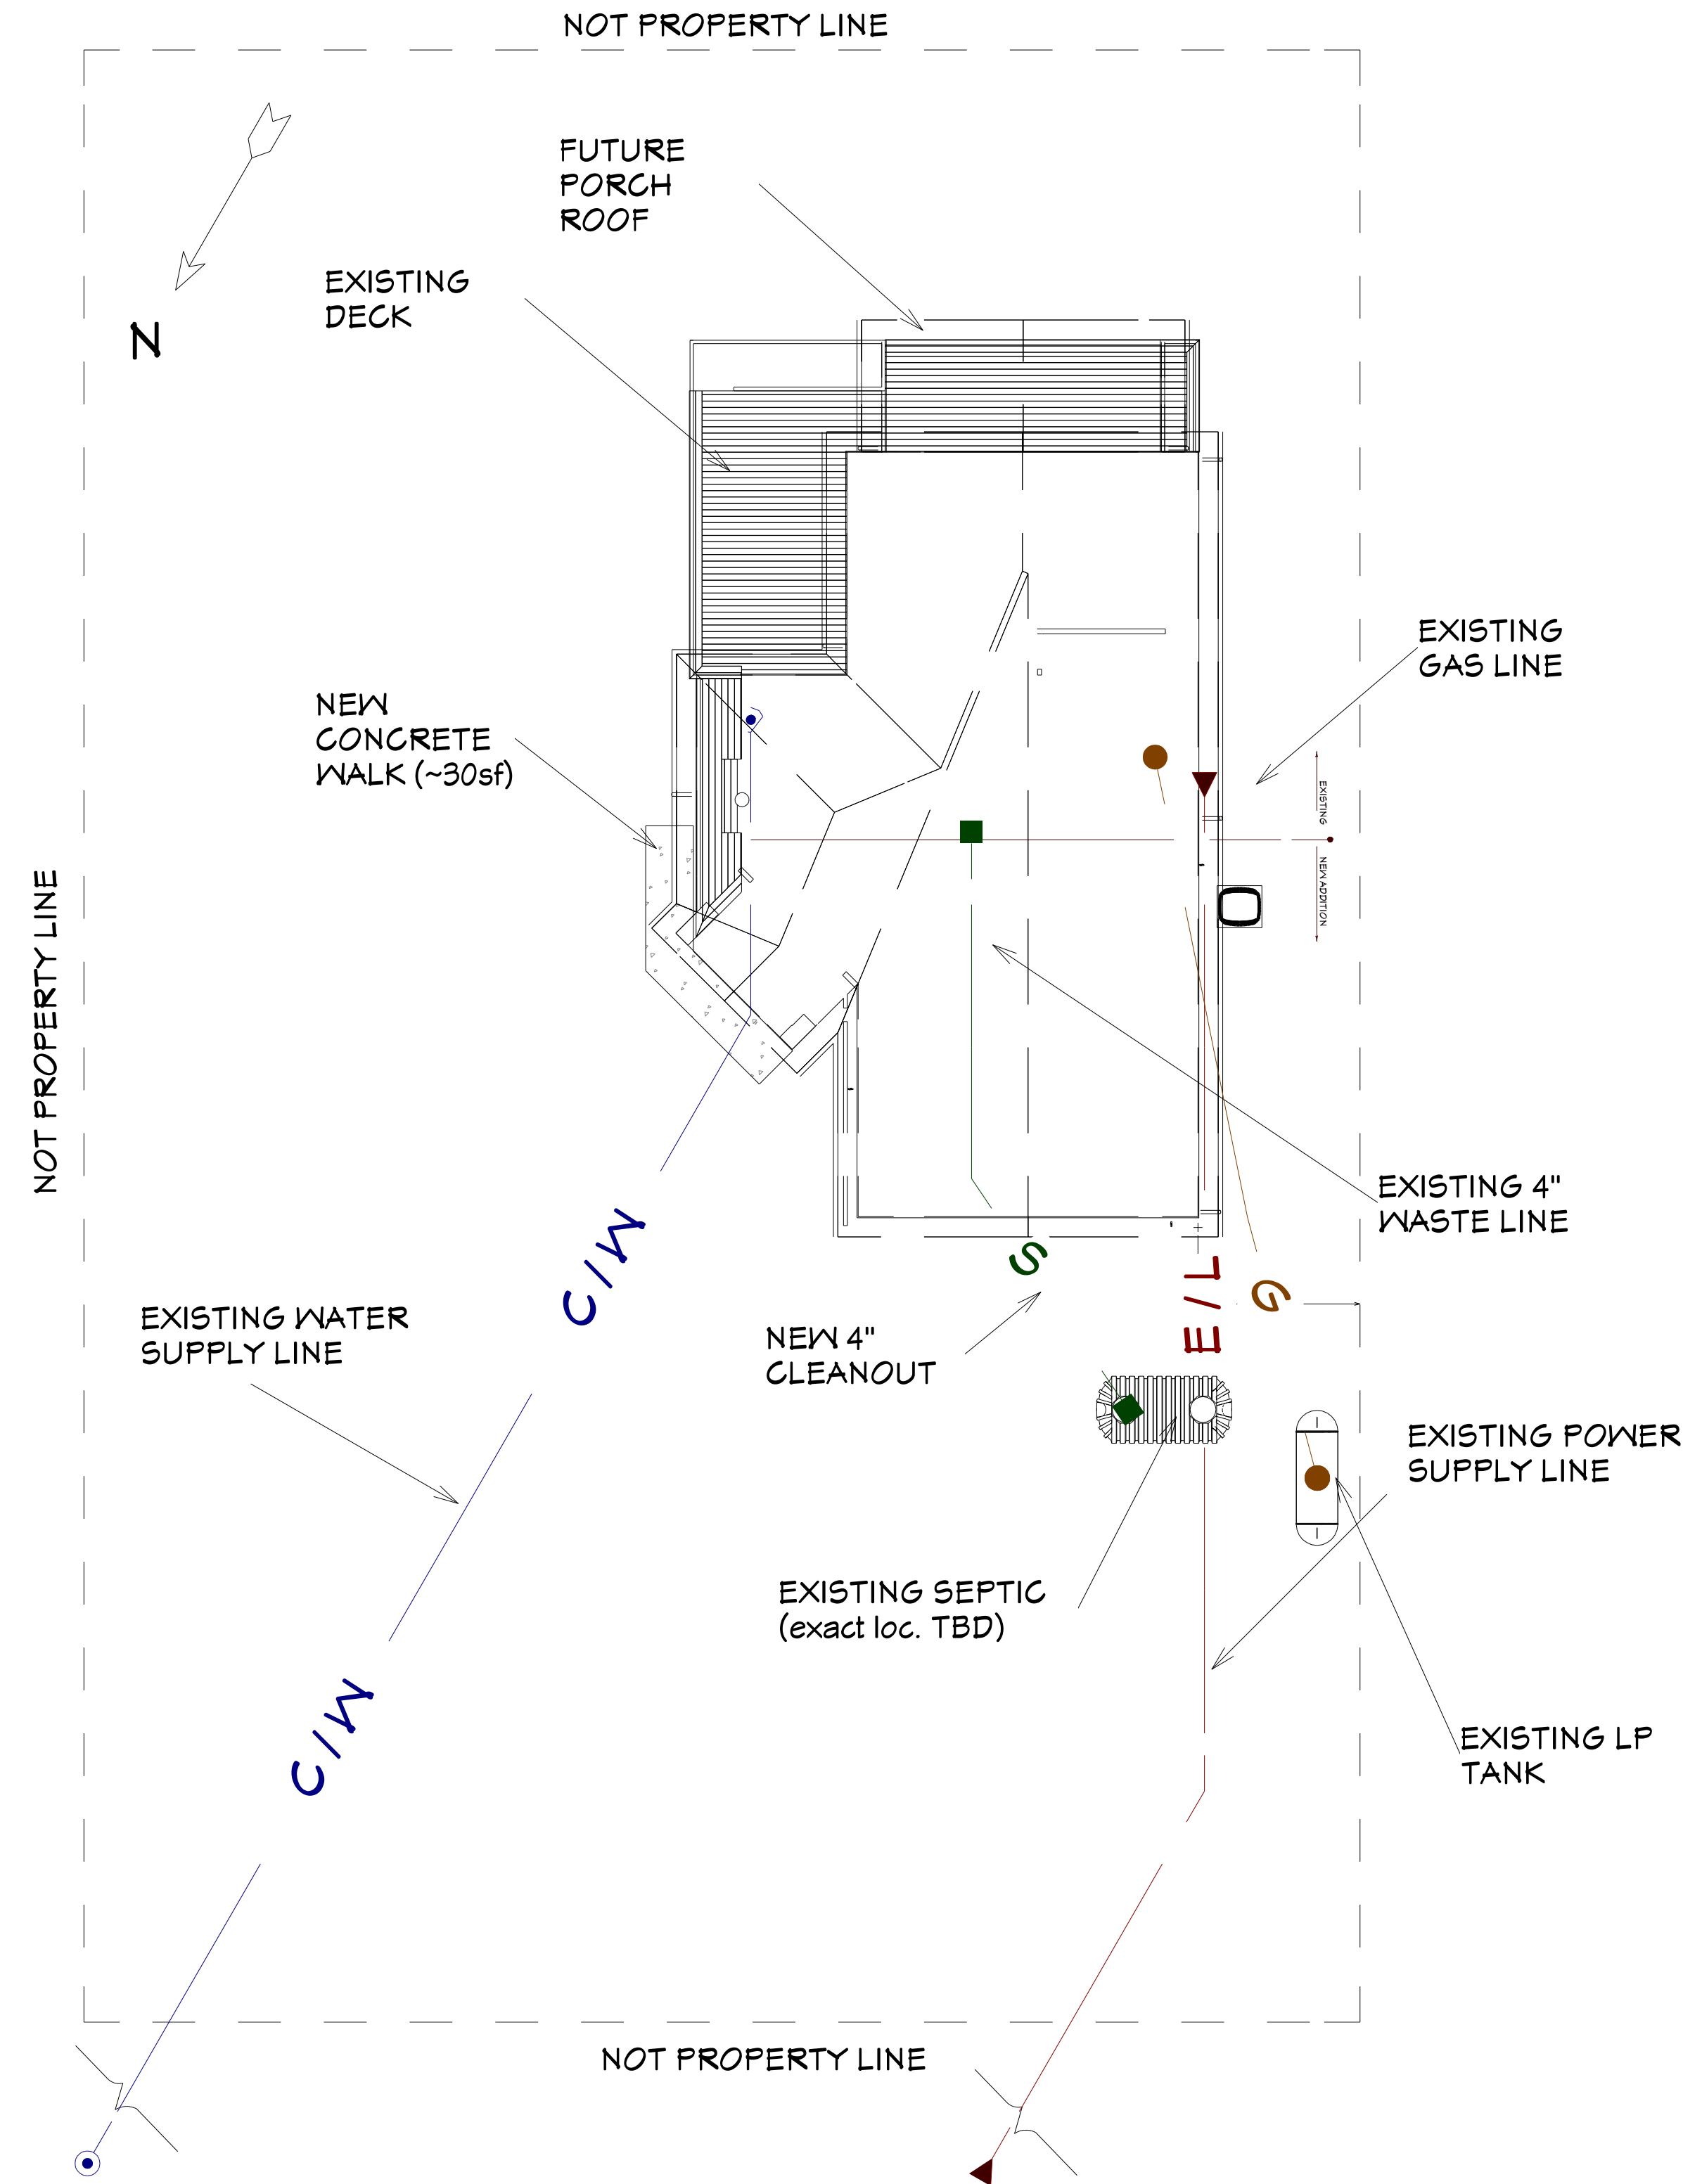 NOT PROPERTY LINE
FUTURE
PORCH
ROOF
EXISTING
DECK
N
EXISTING
GAS LINE
NEW
CONCRETE
WALK (~30sf)
EXISTING
NEW ADDITION
NOT PROPERTY LINE
EXISTING 4"
WASTE LINE
C/W
S
E/L
G
EXISTING WATER
SUPPLY LINE
NEW 4"
CLEANOUT
EXISTING POWER
SUPPLY LINE
EXISTING SEPTIC
(exact loc. TBD)
C/W
EXISTING LP
TANK
NOT PROPERTY LINE